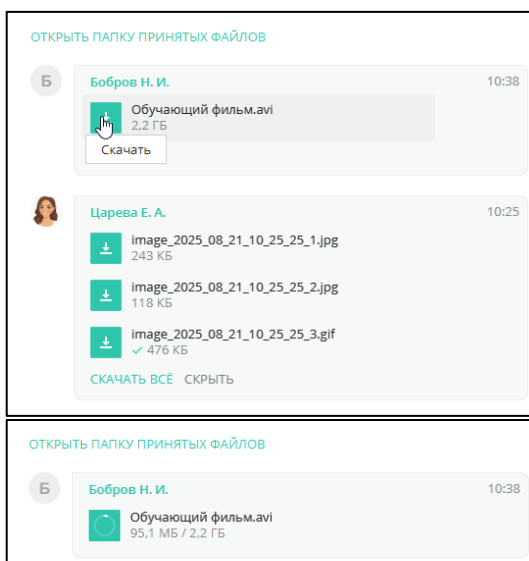 ОТКРЫТЬ ПАПКУ ПРИНЯТЫХ ФАЙЛОВ
Б
Бобров Н. И. 10:38
Обучающий фильм.avi
2,2 ГБ
Скачать
Царева Е. А. 10:25
image_2025_08_21_10_25_25_1.jpg
243 КБ
image_2025_08_21_10_25_25_2.jpg
118 КБ
image_2025_08_21_10_25_25_3.gif
476 КБ
СКАЧАТЬ ВСЁ СКРЫТЬ
ОТКРЫТЬ ПАПКУ ПРИНЯТЫХ ФАЙЛОВ
Б
Бобров Н. И. 10:38
Обучающий фильм.avi
95,1 МБ / 2,2 ГБ